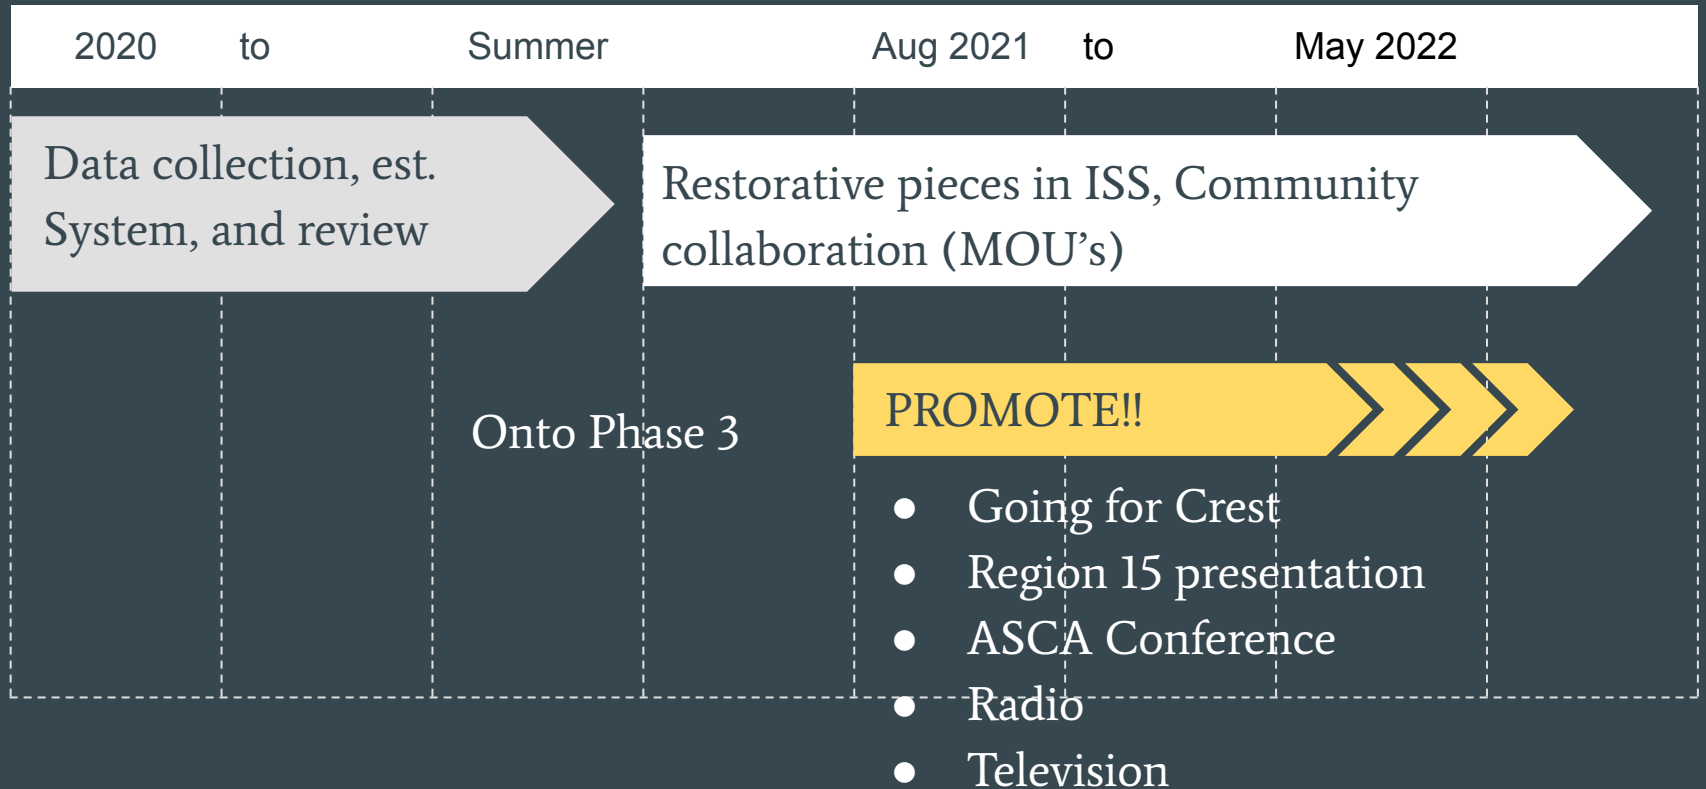 2020 to Summer Aug 2021 to May 2022
Data collection, est.
System, and review
Restorative pieces in ISS, Community
collaboration (MOU’s)
Onto Phase 3
PROMOTE!!
● Going for Crest
● Region 15 presentation
● ASCA Conference
● Radio
● Television